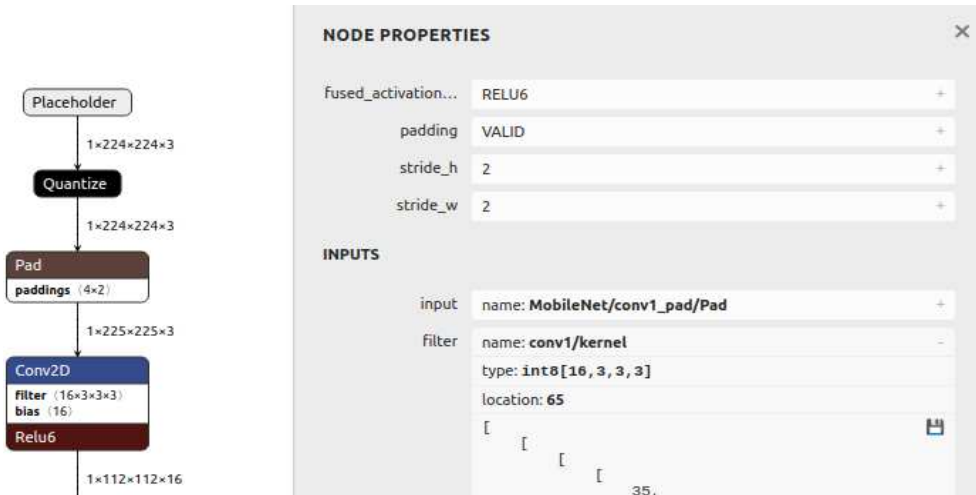 Placeholder
1×224×224×3
Quantize
1×224×224×3
Pad
paddings ⟨4×2⟩
1×225×225×3
Conv2D
filter ⟨16×3×3×3⟩
bias ⟨16⟩
Relu6
1×112×112×16
NODE PROPERTIES ×
fused_activation... RELU6 +
padding VALID +
stride_h 2 +
stride_w 2 +
INPUTS
input name: MobileNet/conv1_pad/Pad +
filter name: conv1/kernel -
type: int8[16,3,3,3]
location: 65
[
[
[
[
35,